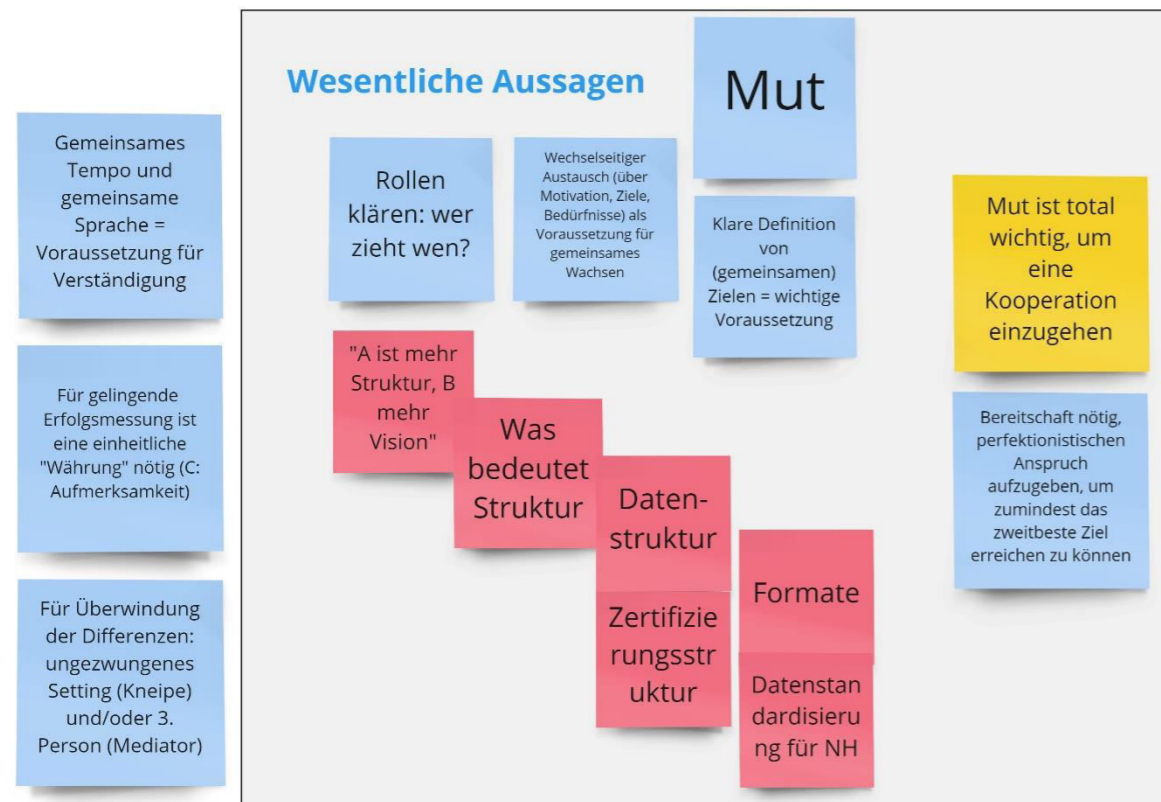 Wesentliche Aussagen
Mut
Gemeinsames
Tempo und
gemeinsame
Sprache =
Voraussetzung für
Verständigung
Für gelingende
Erfolgsmessung ist
eine einheitliche
"Währung" nötig (C:
Aufmerksamkeit)
Für Überwindung
der Differenzen:
ungezwungenes
Setting (Kneipe)
und/oder 3.
Person (Mediator)
Rollen
klären: wer
zieht wen?
Wechselseitiger
Austausch (über
Motivation, Ziele,
Bedürfnisse) als
Voraussetzung für
gemeinsames
Wachsen
Klare Definition
von
(gemeinsamen)
Zielen = wichtige
Voraussetzung
"A ist mehr
Struktur, B
mehr
Vision"
Was
bedeutet
Struktur
Daten-
struktur
Zertifizie
rungsstr
uktur
Formate
Datenstan
dardisieru
ng für NH
Mut ist total
wichtig, um
eine
Kooperation
einzugehen
Bereitschaft nötig,
perfektionistischen
Anspruch
aufzugeben, um
zumindest das
zweitbeste Ziel
erreichen zu können